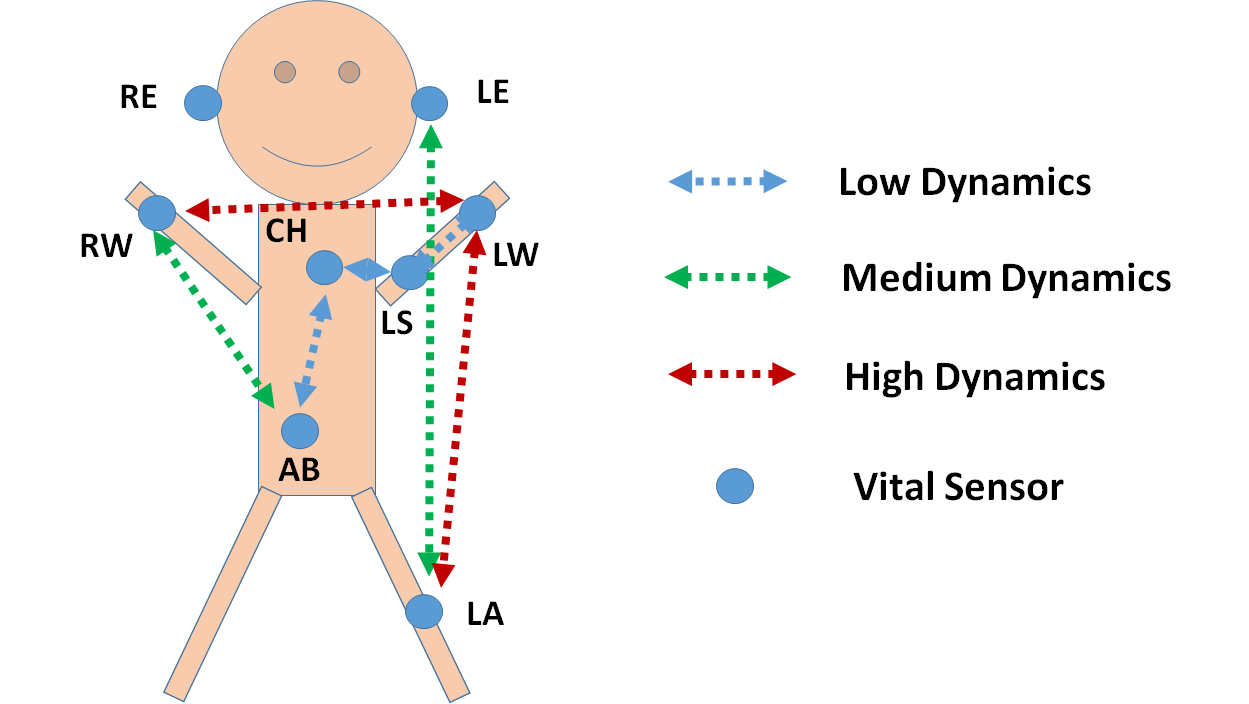 RE
LE
CH
RW
LW
LS
AB
LA
Low Dynamics
Medium Dynamics
High Dynamics
Vital Sensor